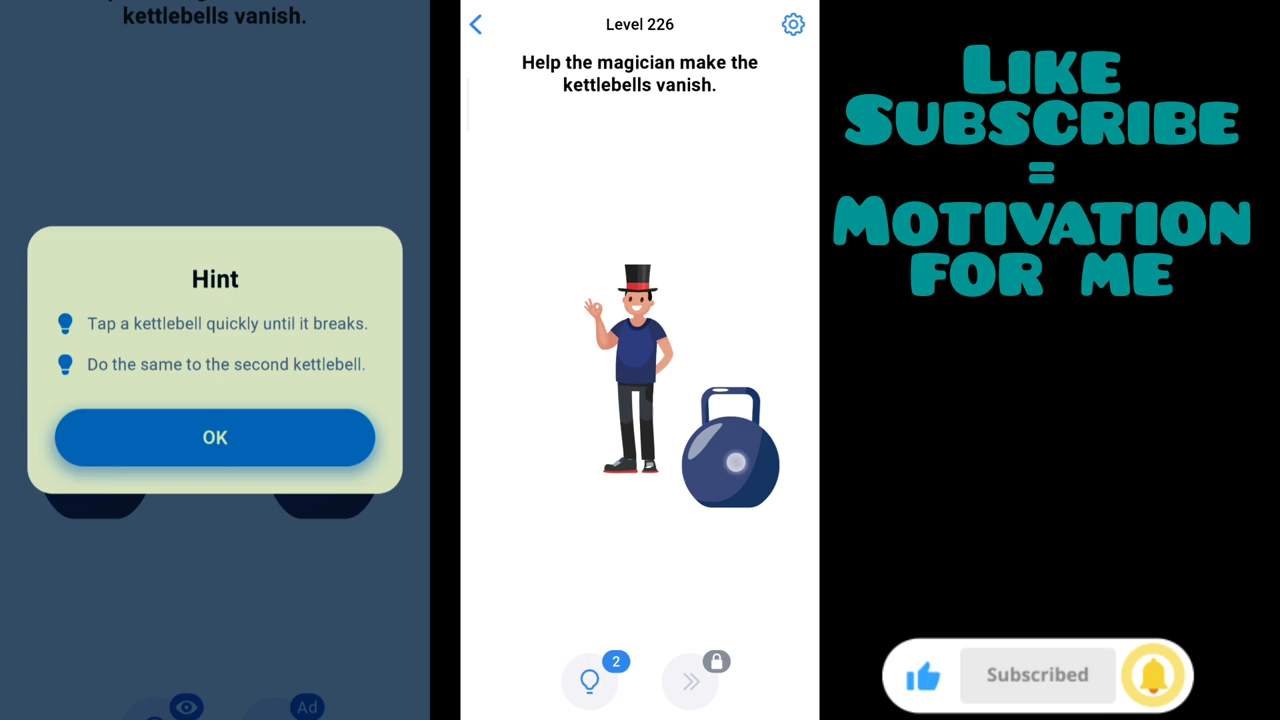 kettlebells vanish.
Hint
Tap a kettlebell quickly until it breaks.
Do the same to the second kettlebell.
OK
Ad
Level 226
Help the magician make the
kettlebells vanish.
2
LIKE
SUBSCRIBE
=
MOTIVATION
FOR ME
Subscribed